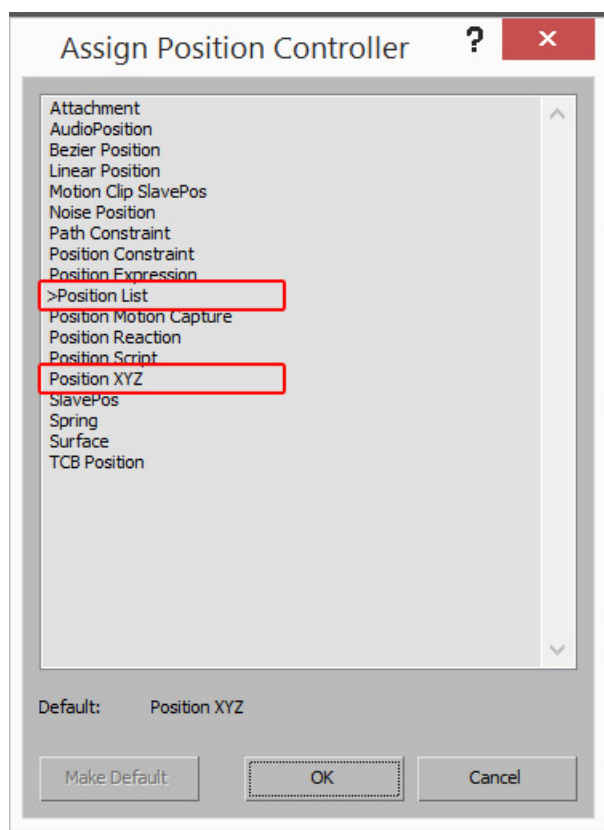 Assign Position Controller ? ×
Attachment
AudioPosition
Bezier Position
Linear Position
Motion Clip SlavePos
Noise Position
Path Constraint
Position Constraint
Position Expression
>Position List
Position Motion Capture
Position Reaction
Position Script
Position XYZ
SlavePos
Spring
Surface
TCB Position
Default: Position XYZ
Make Default OK Cancel